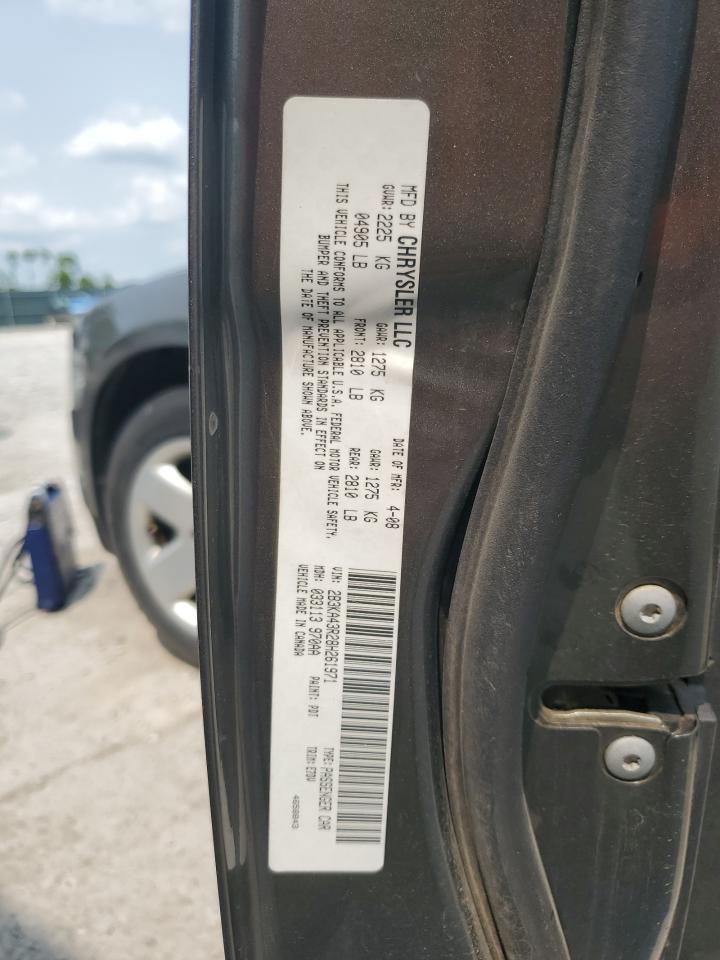 MFD BY CHRYSLER LLC
DATE OF MFR: 4-08
GVWR: 2225 KG
GAWR: 1275 KG
GAWR: 1275 KG
04905 LB
FRONT: 2810 LB
REAR: 2810 LB
THIS VEHICLE CONFORMS TO ALL APPLICABLE U.S.A. FEDERAL MOTOR VEHICLE SAFETY,
BUMPER AND THEFT PREVENTION STANDARDS IN EFFECT ON
THE DATE OF MANUFACTURE SHOWN ABOVE.
VIN: 2B3KA43R28H261971
TYPE: PASSENGER CAR
MDH: 033113 970AA
PAINT: PDT
TRIM: E7DV
VEHICLE MADE IN CANADA
4658843